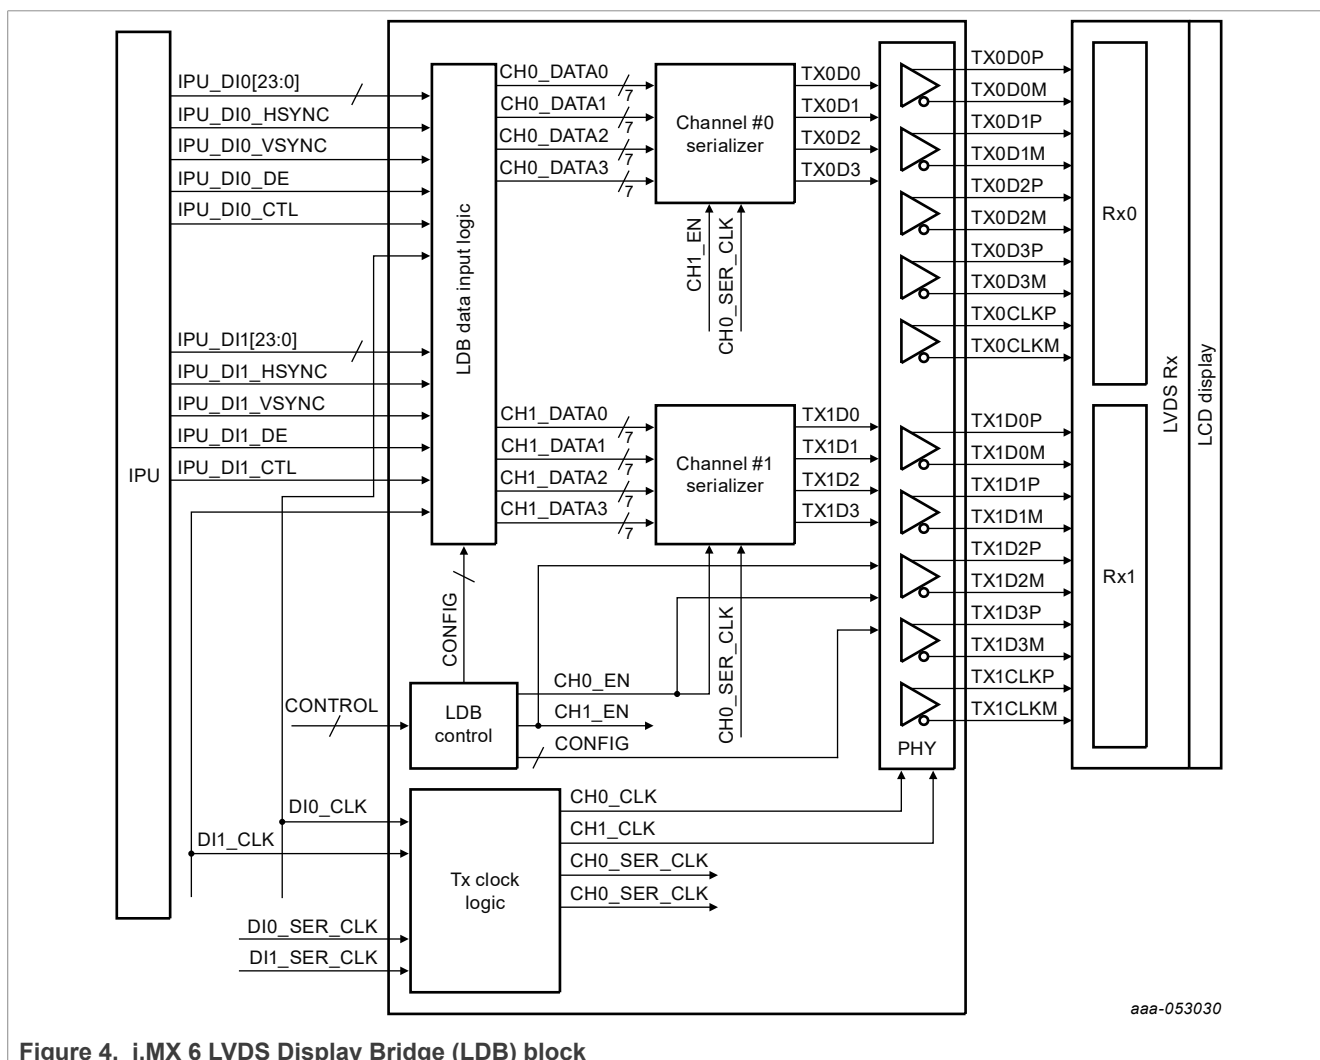 IPU
IPU_DI0[23:0]
IPU_DI0_HSYNC
IPU_DI0_VSYNC
IPU_DI0_DE
IPU_DI0_CTL
IPU_DI1[23:0]
IPU_DI1_HSYNC
IPU_DI1_VSYNC
IPU_DI1_DE
IPU_DI1_CTL
LDB data input logic
CH0_DATA0
7
CH0_DATA1
7
CH0_DATA2
7
CH0_DATA3
7
Channel #0
serializer
CH1_EN
CH0_SER_CLK
TX0D0
TX0D1
TX0D2
TX0D3
CH1_DATA0
7
CH1_DATA1
7
CH1_DATA2
7
CH1_DATA3
7
Channel #1
serializer
CH0_SER_CLK
TX1D0
TX1D1
TX1D2
TX1D3
CONFIG
CONTROL
LDB
control
CH0_EN
CH1_EN
CONFIG
DI0_CLK
DI1_CLK
DI0_SER_CLK
DI1_SER_CLK
Tx clock
logic
CH0_CLK
CH1_CLK
CH0_SER_CLK
CH0_SER_CLK
PHY
TX0D0P
TX0D0M
TX0D1P
TX0D1M
TX0D2P
TX0D2M
TX0D3P
TX0D3M
TX0CLKP
TX0CLKM
TX1D0P
TX1D0M
TX1D1P
TX1D1M
TX1D2P
TX1D2M
TX1D3P
TX1D3M
TX1CLKP
TX1CLKM
Rx0
Rx1
LVDS Rx
LCD display
aaa-053030
Figure 4. i.MX 6 LVDS Display Bridge (LDB) block